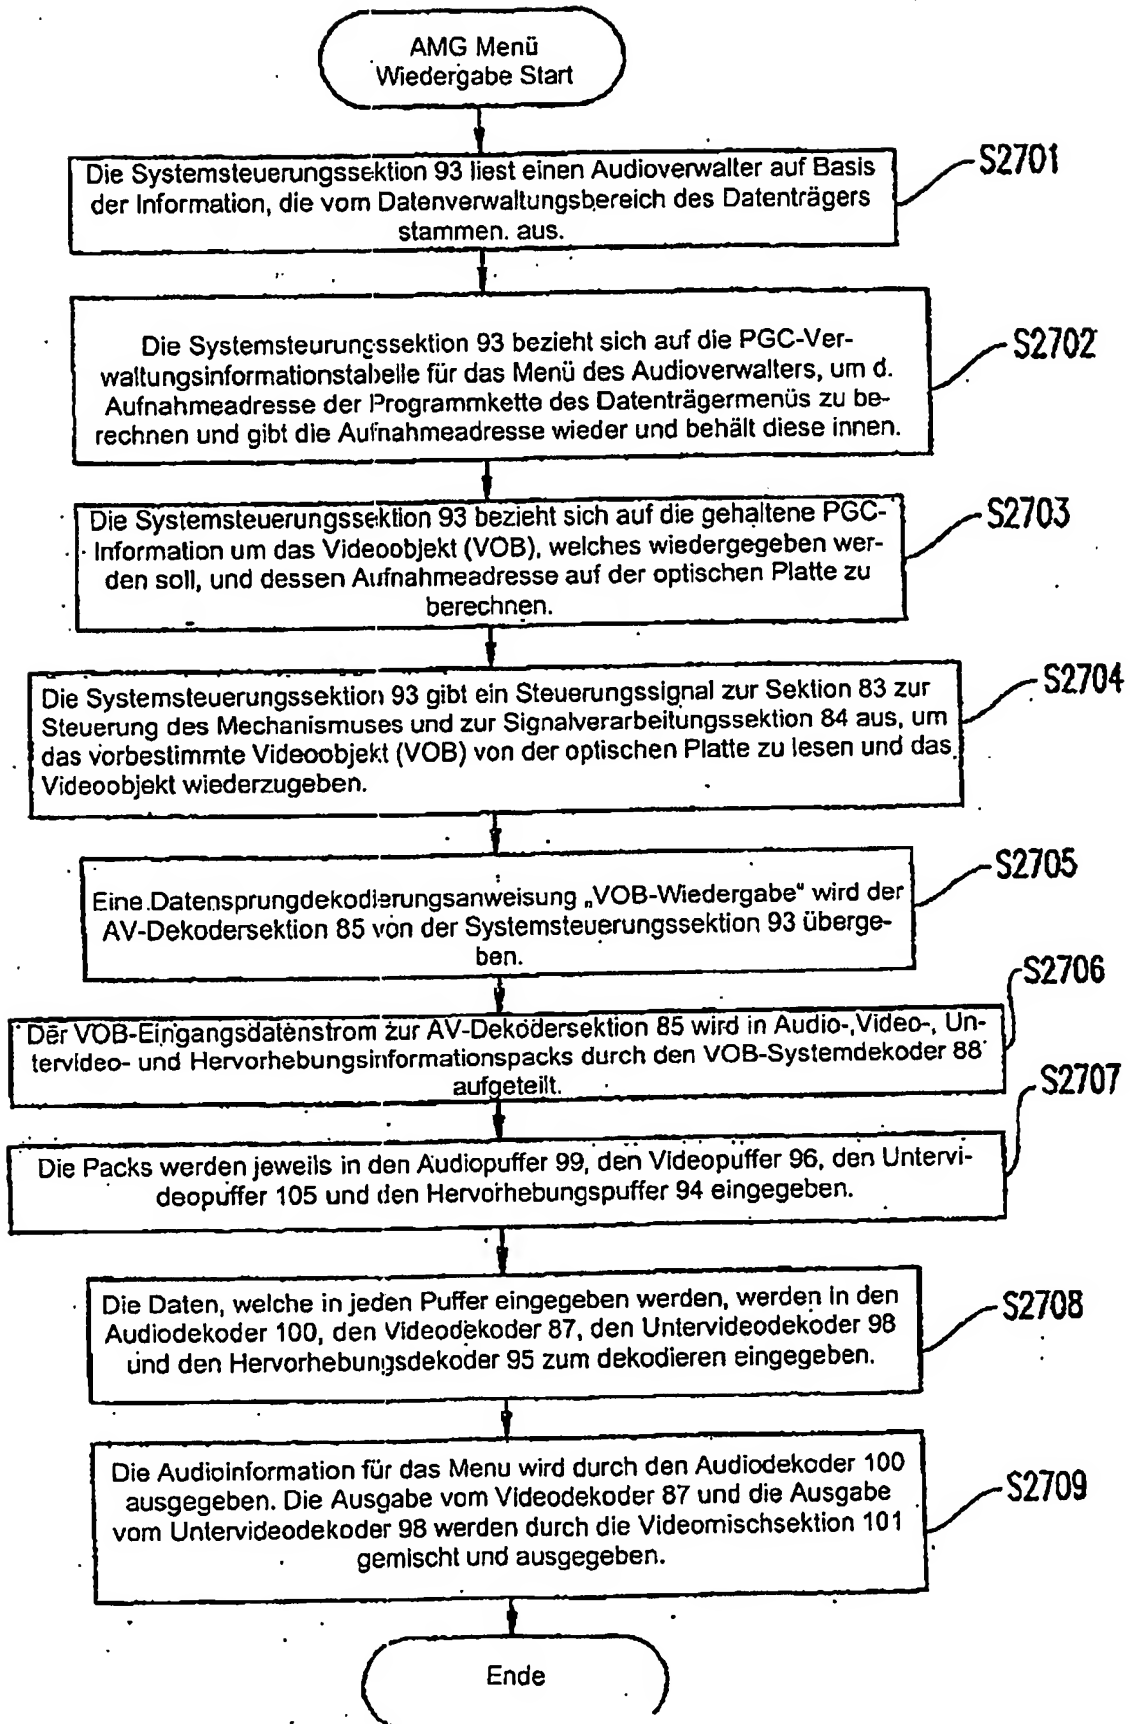 AMG Menü
Wiedergabe Start
Die Systemsteuerungssektion 93 liest einen Audioverwalter auf Basis
der Information, die vom Datenverwaltungsbereich des Datenträgers
stammen. aus.
S2701
Die Systemsteurungssektion 93 bezieht sich auf die PGC-Ver-
waltungsinformationstabelle für das Menü des Audioverwalters, um d.
Aufnahmeadresse der Programmkette des Datenträgermenüs zu be-
rechnen und gibt die Aufnahmeadresse wieder und behält diese innen.
S2702
Die Systemsteuerungssektion 93 bezieht sich auf die gehaltene PGC-
Information um das Videoobjekt (VOB), welches wiedergegeben wer-
den soll, und dessen Aufnahmeadresse auf der optischen Platte zu
berechnen.
S2703
Die Systemsteuerungssektion 93 gibt ein Steuerungssignal zur Sektion 83 zur
Steuerung des Mechanismuses und zur Signalverarbeitungssektion 84 aus, um
das vorbestimmte Videoobjekt (VOB) von der optischen Platte zu lesen und das
Videoobjekt wiederzugeben.
S2704
Eine Datensprungdekodierungsanweisung „VOB-Wiedergabe“ wird der
AV-Dekodersektion 85 von der Systemsteuerungssektion 93 überge-
ben.
S2705
Der VOB-Eingangsdatenstrom zur AV-Dekodersektion 85 wird in Audio-,Video-, Un-
tervideo- und Hervorhebungsinformationspacks durch den VOB-Systemdekoder 88
aufgeteilt.
S2706
Die Packs werden jeweils in den Audiopuffer 99, den Videopuffer 96, den Untervi-
deopuffer 105 und den Hervorhebungspuffer 94 eingegeben.
S2707
Die Daten, welche in jeden Puffer eingegeben werden, werden in den
Audiodekoder 100, den Videodekoder 87, den Untervideodekoder 98
und den Hervorhebungsdekoder 95 zum dekodieren eingegeben.
S2708
Die Audioinformation für das Menu wird durch den Audiodekoder 100
ausgegeben. Die Ausgabe vom Videodekoder 87 und die Ausgabe
vom Untervideodekoder 98 werden durch die Videomischsektion 101
gemischt und ausgegeben.
S2709
Ende